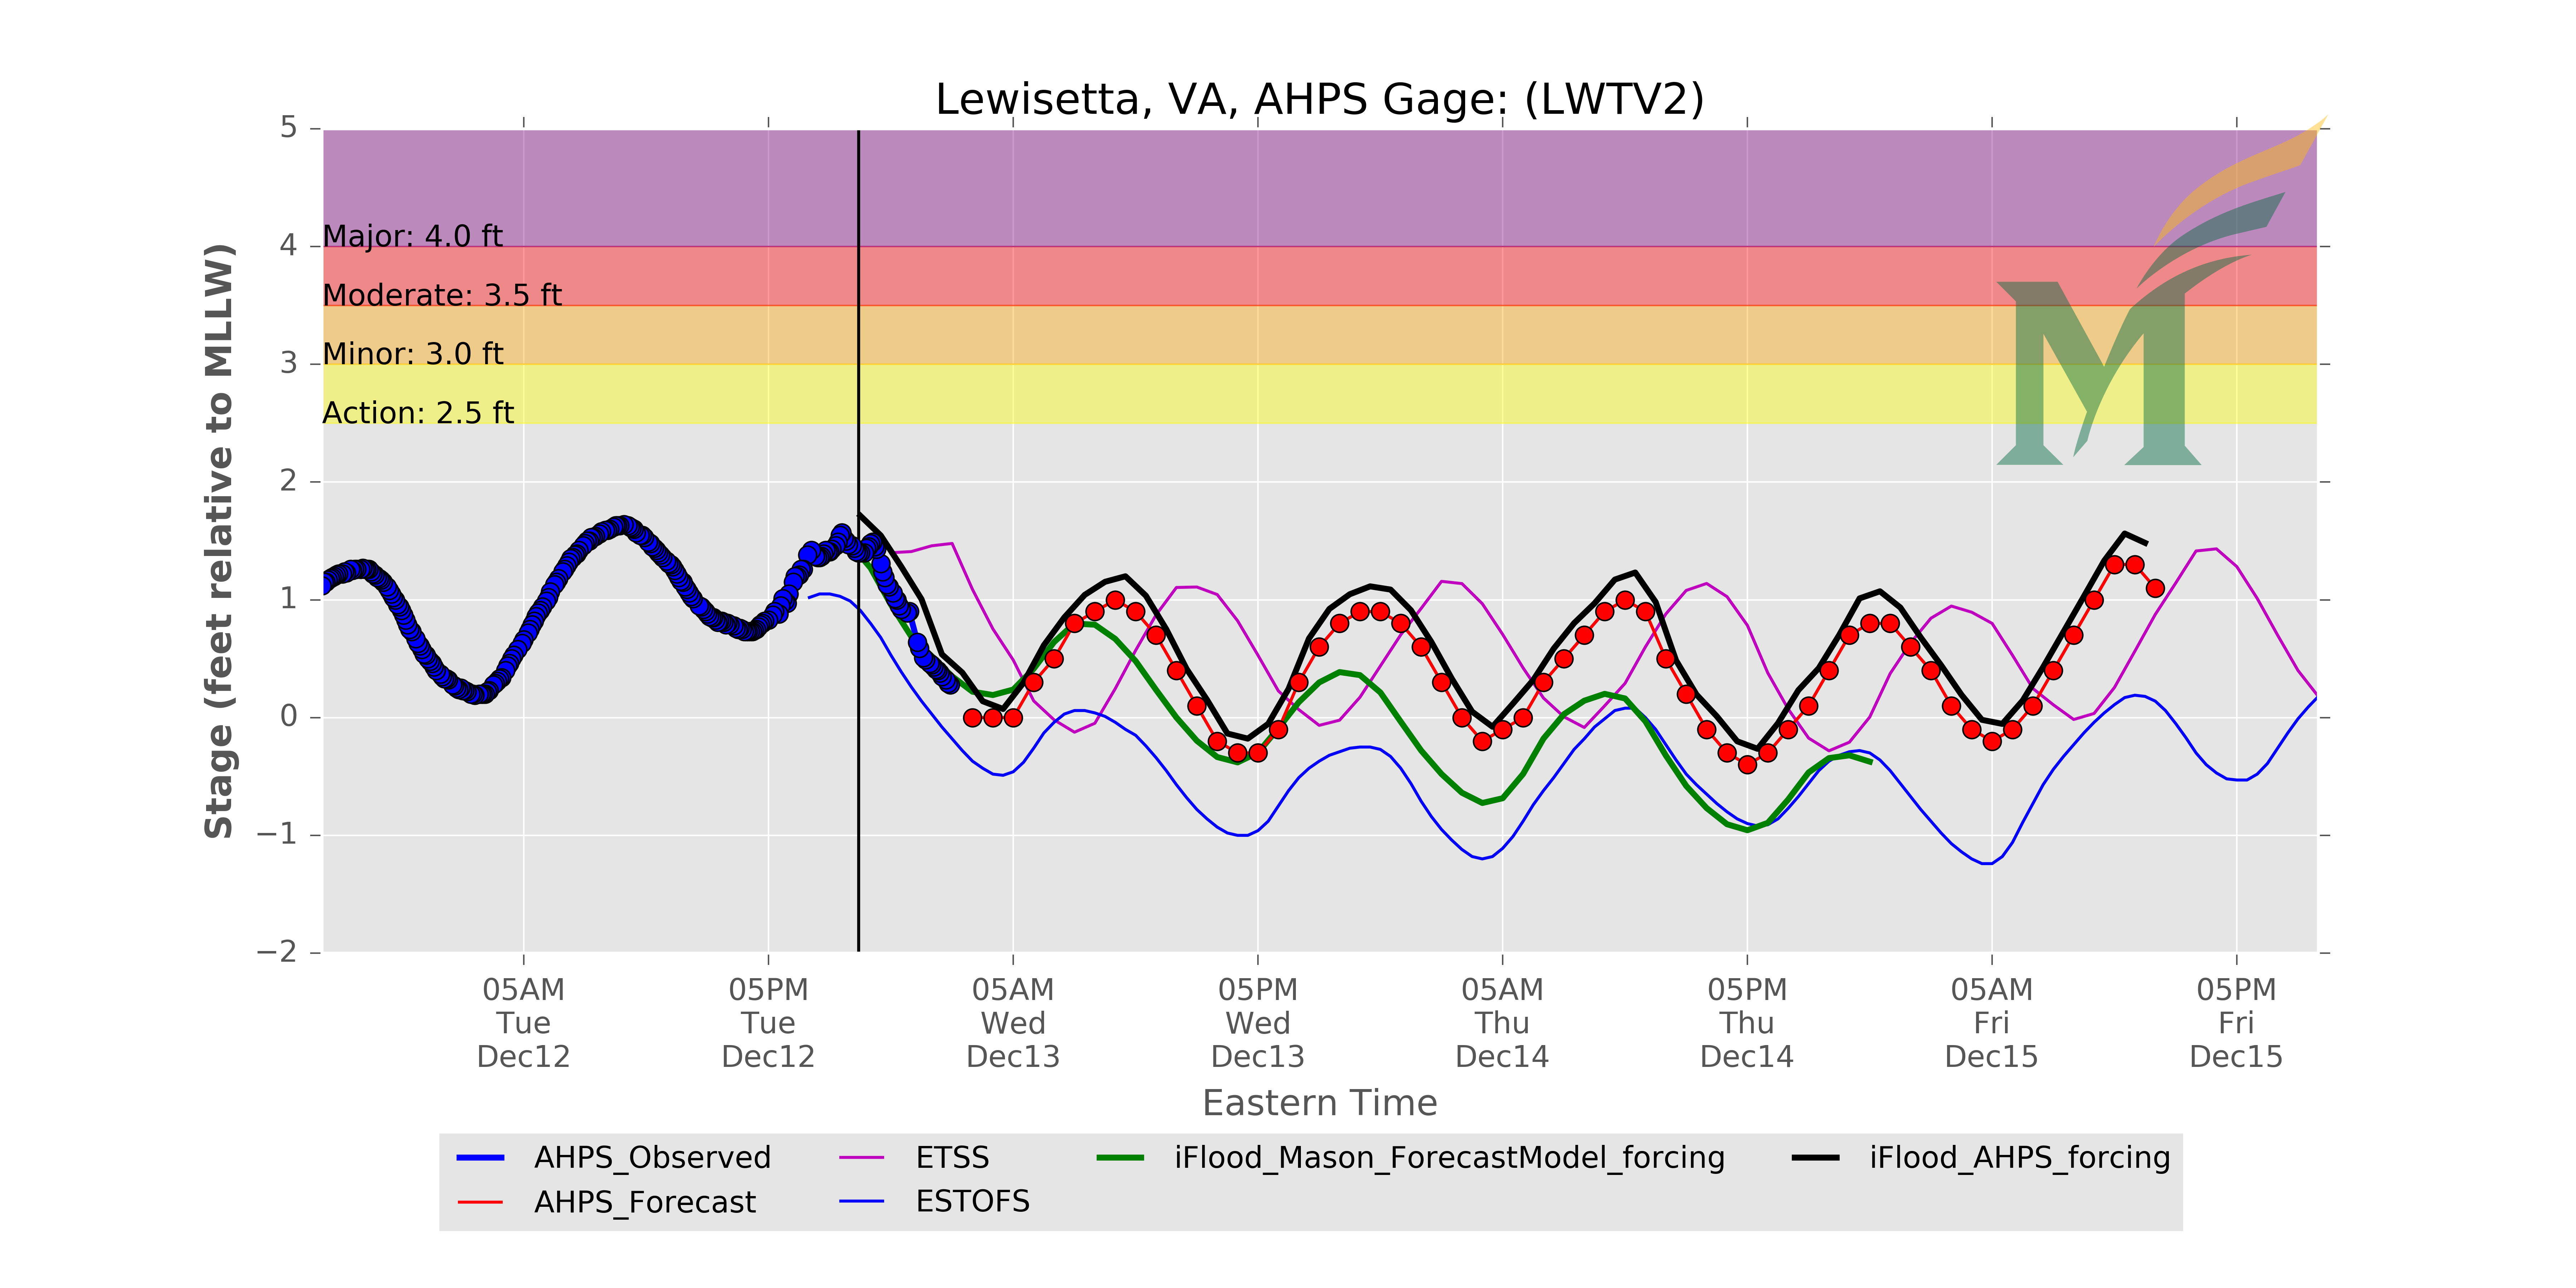 Lewisetta, VA, AHPS Gage: (LWTV2)
Stage (feet relative to MLLW)
5
4
3
2
1
0
−1
−2
Major: 4.0 ft
Moderate: 3.5 ft
Minor: 3.0 ft
Action: 2.5 ft
M
05AM 05PM 05AM 05PM 05AM 05PM 05AM 05PM
Tue Tue Wed Wed Thu Thu Fri Fri
Dec12 Dec12 Dec13 Dec13 Dec14 Dec14 Dec15 Dec15
Eastern Time
AHPS_Observed ETSS iFlood_Mason_ForecastModel_forcing iFlood_AHPS_forcing
AHPS_Forecast ESTOFS